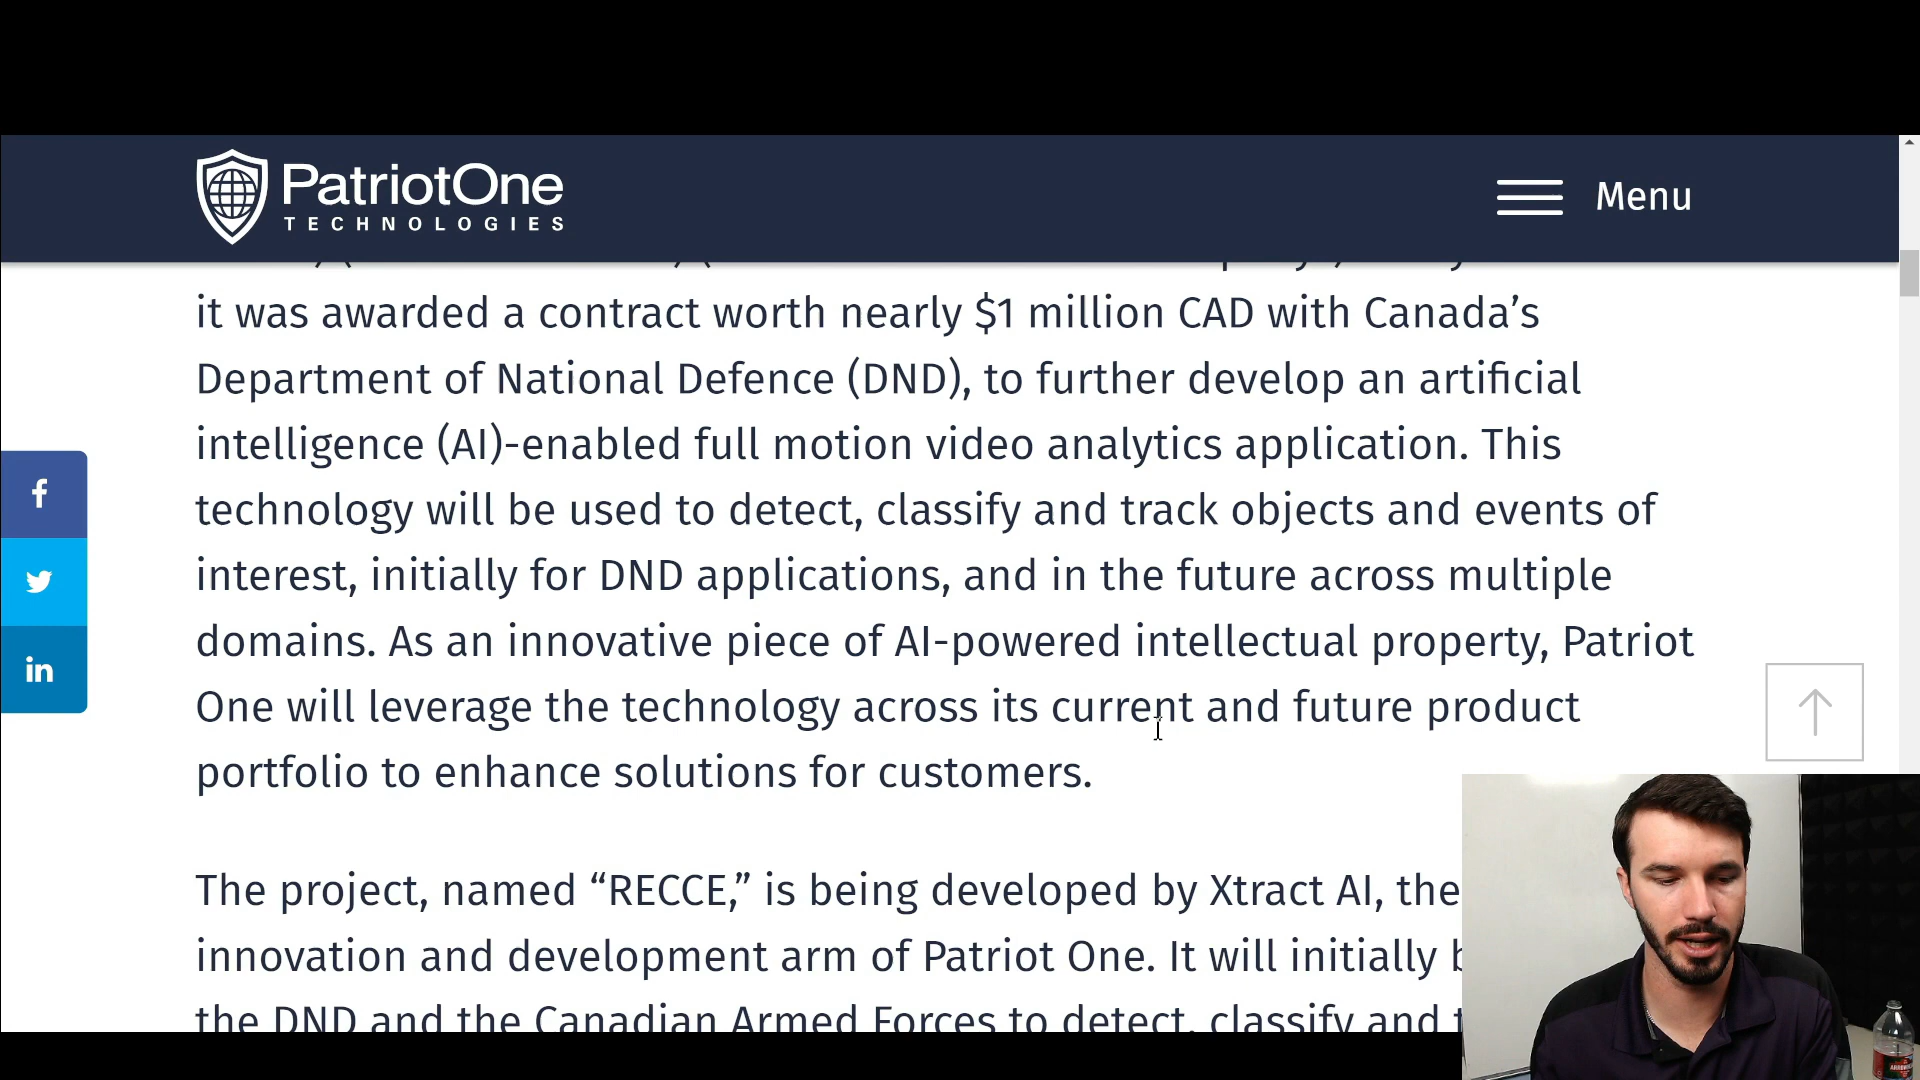 PatriotOne
TECHNOLOGIES
Menu
it was awarded a contract worth nearly $1 million CAD with Canada’s
Department of National Defence (DND), to further develop an artificial
intelligence (AI)-enabled full motion video analytics application. This
technology will be used to detect, classify and track objects and events of
interest, initially for DND applications, and in the future across multiple
domains. As an innovative piece of AI-powered intellectual property, Patriot
One will leverage the technology across its current and future product
portfolio to enhance solutions for customers.
The project, named “RECCE,” is being developed by Xtract AI, the
innovation and development arm of Patriot One. It will initially
the DND and the Canadian Armed Forces to detect, classify and
f
in